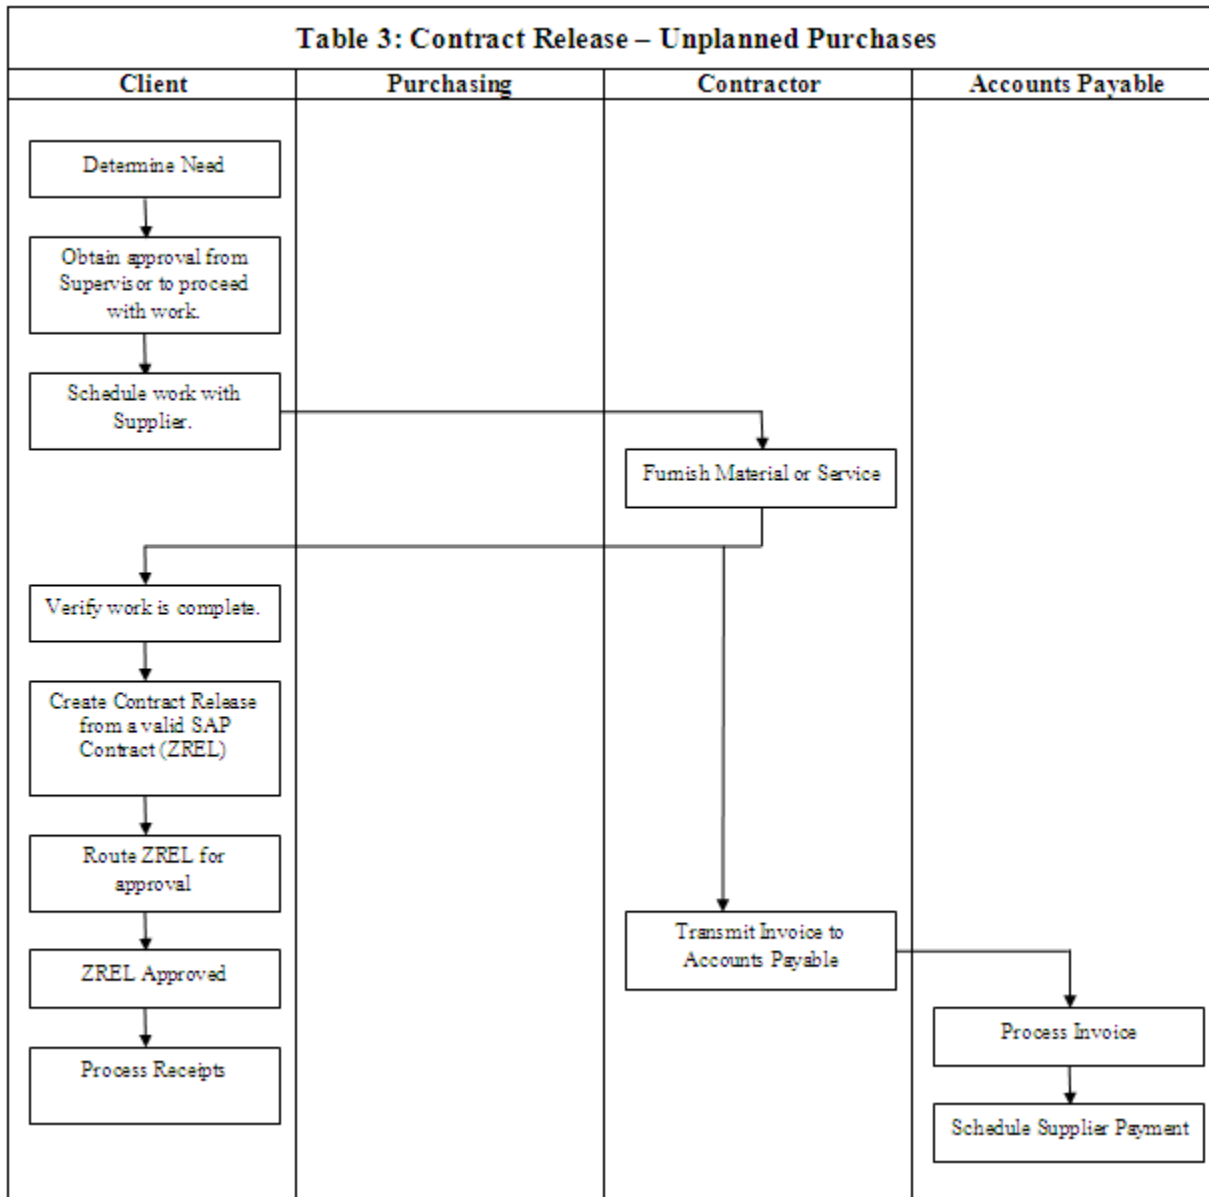 Table 3: Contract Release – Unplanned Purchases
Client
Purchasing
Contractor
Accounts Payable
Determine Need
Obtain approval from
Supervisor to proceed
with work.
Schedule work with
Supplier.
Furnish Material or Service
Verify work is complete.
Create Contract Release
from a valid SAP
Contract (ZREL)
Route ZREL for
approval
Transmit Invoice to
Accounts Payable
ZREL Approved
Process Invoice
Process Receipts
Schedule Supplier Payment